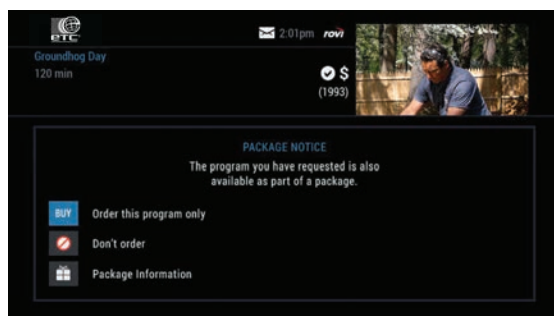 etc
2:01pm rovi
Groundhog Day
120 min
$
(1993)
PACKAGE NOTICE
The program you have requested is also
available as part of a package.
BUY Order this program only
Don't order
Package Information